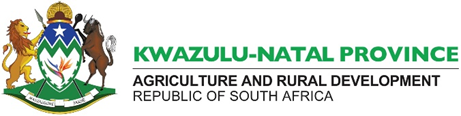 KWAZULU-NATAL PROVINCE
AGRICULTURE AND RURAL DEVELOPMENT
REPUBLIC OF SOUTH AFRICA